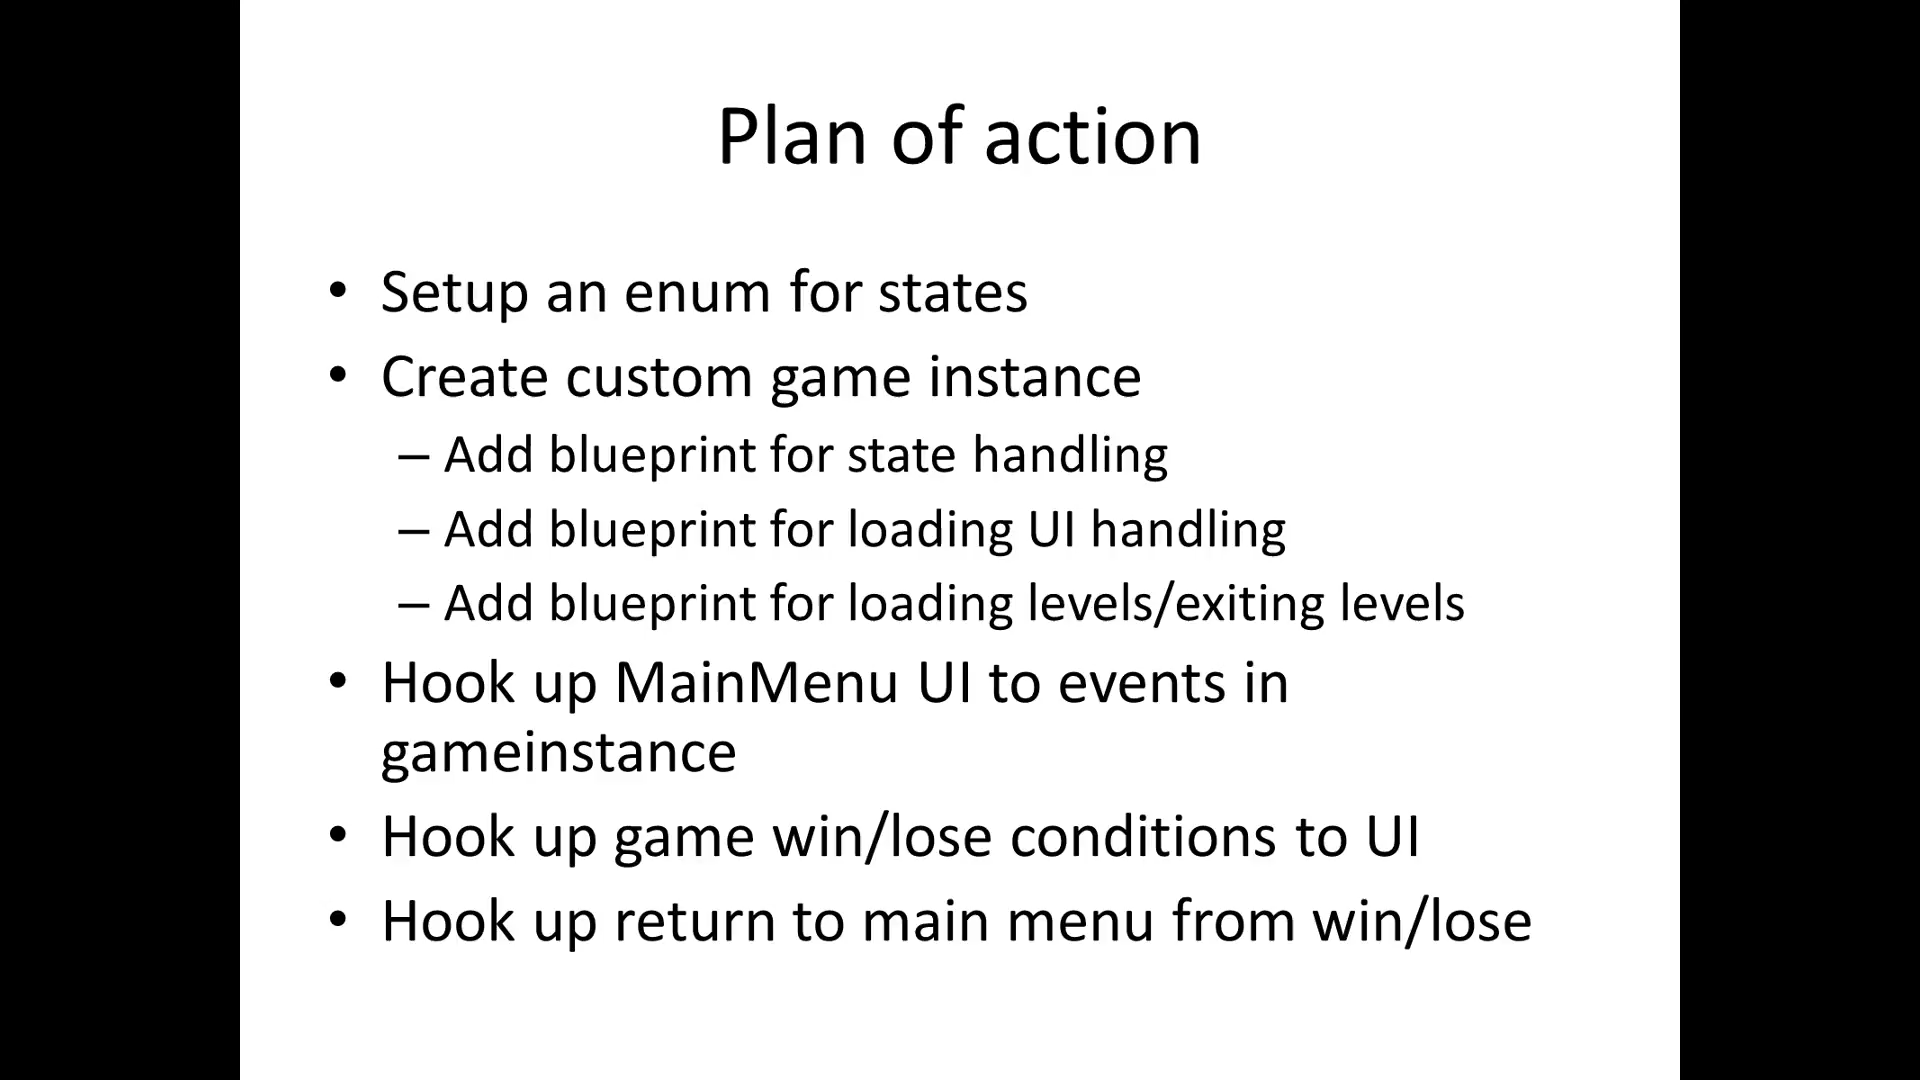 Plan of action
• Setup an enum for states
• Create custom game instance
– Add blueprint for state handling
– Add blueprint for loading UI handling
– Add blueprint for loading levels/exiting levels
• Hook up MainMenu UI to events in
gameinstance
• Hook up game win/lose conditions to UI
• Hook up return to main menu from win/lose